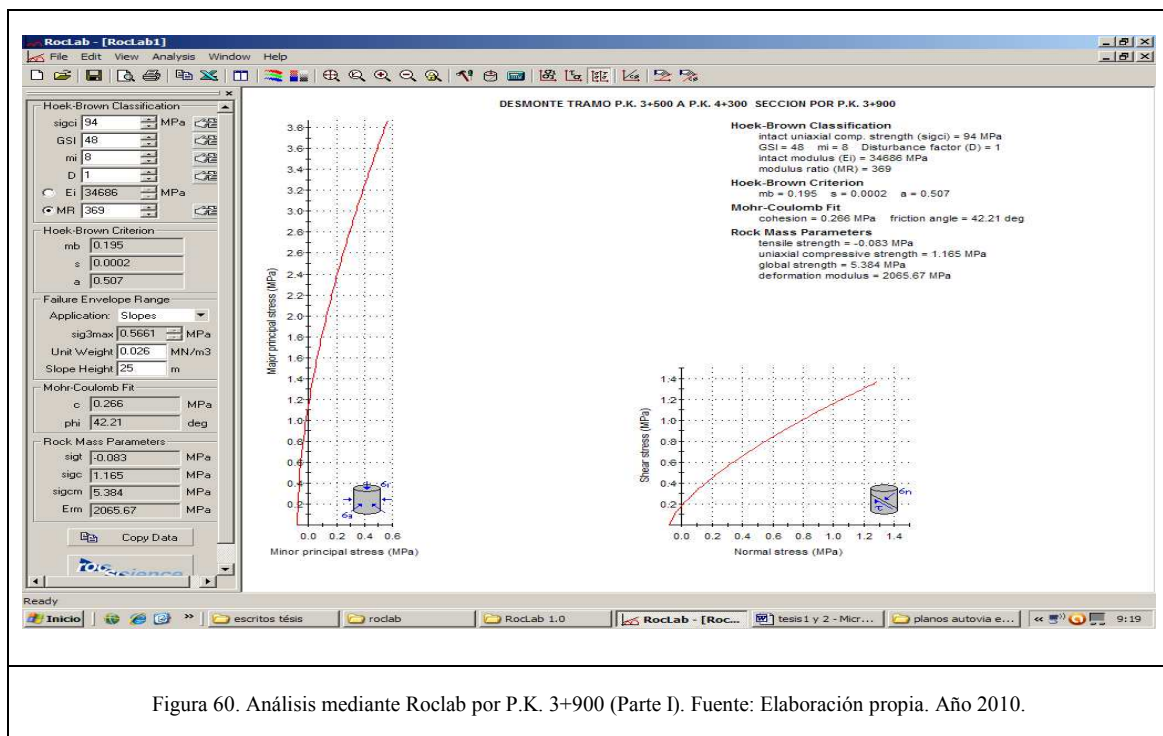 RocLab - [RocLab1]
File Edit View Analysis Window Help
Hoek-Brown Classification
sigci 94 MPa
GSI 48
mi 8
D 1
Ei 34686 MPa
MR 369
Hoek-Brown Criterion
mb 0.195
s 0.0002
a 0.507
Failure Envelope Range
Application: Slopes
sig3max 0.5661 MPa
Unit Weight 0.026 MN/m3
Slope Height 25 m
Mohr-Coulomb Fit
c 0.266 MPa
phi 42.21 deg
Rock Mass Parameters
sigt -0.083 MPa
sigc 1.165 MPa
sigcm 5.384 MPa
Erm 2065.67 MPa
Copy Data
rocscience
DESMONTE TRAMO P.K. 3+500 A P.K. 4+300 SECCION POR P.K. 3+900
Major principal stress (MPa)
3.8
3.6
3.4
3.2
3.0
2.8
2.6
2.4
2.2
2.0
1.8
1.6
1.4
1.2
1.0
0.8
0.6
0.4
0.2
0.0 0.2 0.4 0.6
Minor principal stress (MPa)
Hoek-Brown Classification
intact uniaxial comp. strength (sigci) = 94 MPa
GSI = 48 mi = 8 Disturbance factor (D) = 1
intact modulus (Ei) = 34686 MPa
modulus ratio (MR) = 369
Hoek-Brown Criterion
mb = 0.195 s = 0.0002 a = 0.507
Mohr-Coulomb Fit
cohesion = 0.266 MPa friction angle = 42.21 deg
Rock Mass Parameters
tensile strength = -0.083 MPa
uniaxial compressive strength = 1.165 MPa
global strength = 5.384 MPa
deformation modulus = 2065.67 MPa
Shear stress (MPa)
1.4
1.2
1.0
0.8
0.6
0.4
0.2
σn
τ
0.0 0.2 0.4 0.6 0.8 1.0 1.2 1.4
Normal stress (MPa)
Ready
Inicio » escritos tésis roclab RocLab 1.0 RocLab - [Roc... tesis1 y 2 - Micr... planos autovia e... « 9:19
Figura 60. Análisis mediante Roclab por P.K. 3+900 (Parte I). Fuente: Elaboración propia. Año 2010.